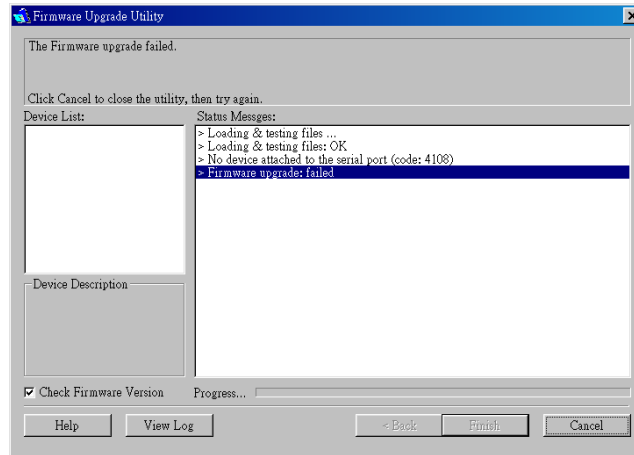 Firmware Upgrade Utility
The Firmware upgrade failed.
Click Cancel to close the utility, then try again.
Device List:
Status Messges:
> Loading & testing files ...
> Loading & testing files: OK
> No device attached to the serial port (code: 4108)
> Firmware upgrade: failed
Device Description
Check Firmware Version
Progress...
Help
View Log
< Back
Finish
Cancel